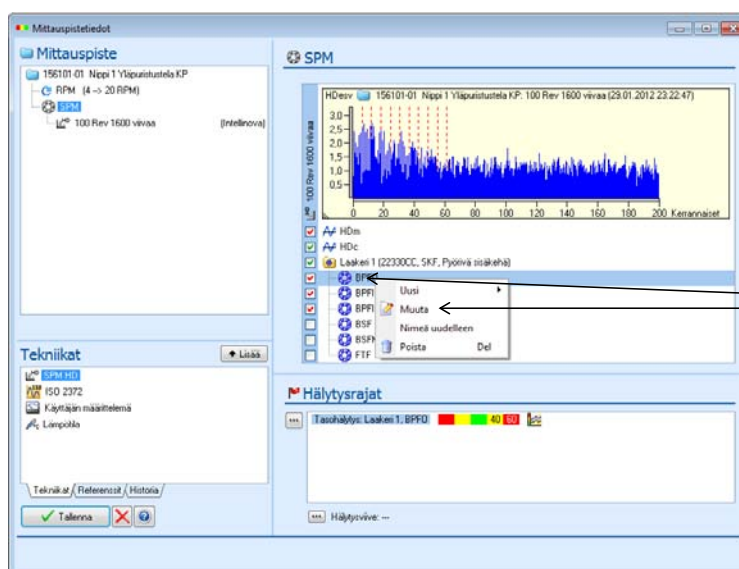 Mittauspistetiedot
Mittauspiste
156101-01 Nippi 1 Yläpuristustela KP
RPM (4 -> 20 RPM)
SPM
100 Rev 1600 viivaa (Intellinova)
Tekniikat
Lisää
SPM HD
ISO 2372
Käyttäjän määrittelemä
Lämpötila
Tekniikat
Referenssit
Historia
Tallenna
SPM
HDesv 156101-01 Nippi 1 Yläpuristustela KP: 100 Rev 1600 viivaa (29.01.2012 23:22:47)
HD 100 Rev 1600 viivaa
3,0
2,5
2,0
1,5
1,0
0,5
0 20 40 60 80 100 120 140 160 180 200 Kerrannaiset
HDm
HDc
Laakeri 1 (22330CC, SKF, Pyörivä sisäkehä)
BPFI
BPFI
BSF
FTF
Uusi
Muuta
Nimeä uudelleen
Poista Del
Hälytysrajat
Tasohälytys: Laakeri 1, BPFO 40 60
Hälytysviive: ---